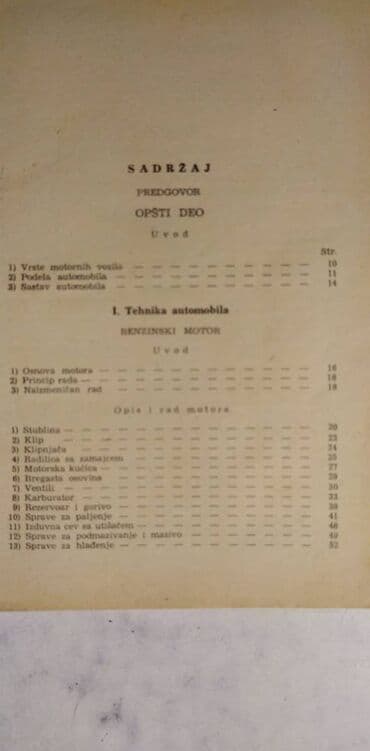 SADRŽAJ
PREDGOVOR
OPŠTI DEO
Uvod
Str.
1) Vrste motornih vozila — — — — — — — — — — 10
2) Podela automobila — — — — — — — — — — 11
3) Sastav automobila — — — — — — — — — — 14
I. Tehnika automobila
BENZINSKI MOTOR
Uvod
1) Osnova motora — — — — — — — — — — — 16
2) Princip rada — — — — — — — — — — — — 16
3) Naizmeničan rad — — — — — — — — — — 18
Opis i rad motora
1) Stublina — — — — — — — — — — — — — 20
2) Klip — — — — — — — — — — — — — — 23
3) Klipnjača — — — — — — — — — — — — 24
4) Radilica sa zamajcem — — — — — — — — — 25
5) Motorska kućica — — — — — — — — — — 27
6) Bregasta osovina — — — — — — — — — — 29
7) Ventili — — — — — — — — — — — — — 30
8) Karburator — — — — — — — — — — — — 33
9) Rezervoar i gorivo — — — — — — — — — — 39
10) Sprave za paljenje — — — — — — — — — — 41
11) Izduvna cev sa utišačem — — — — — — — — 48
12) Sprave za podmazivanje i mazivo — — — — — — 49
13) Sprave za hlađenje — — — — — — — — — — 52